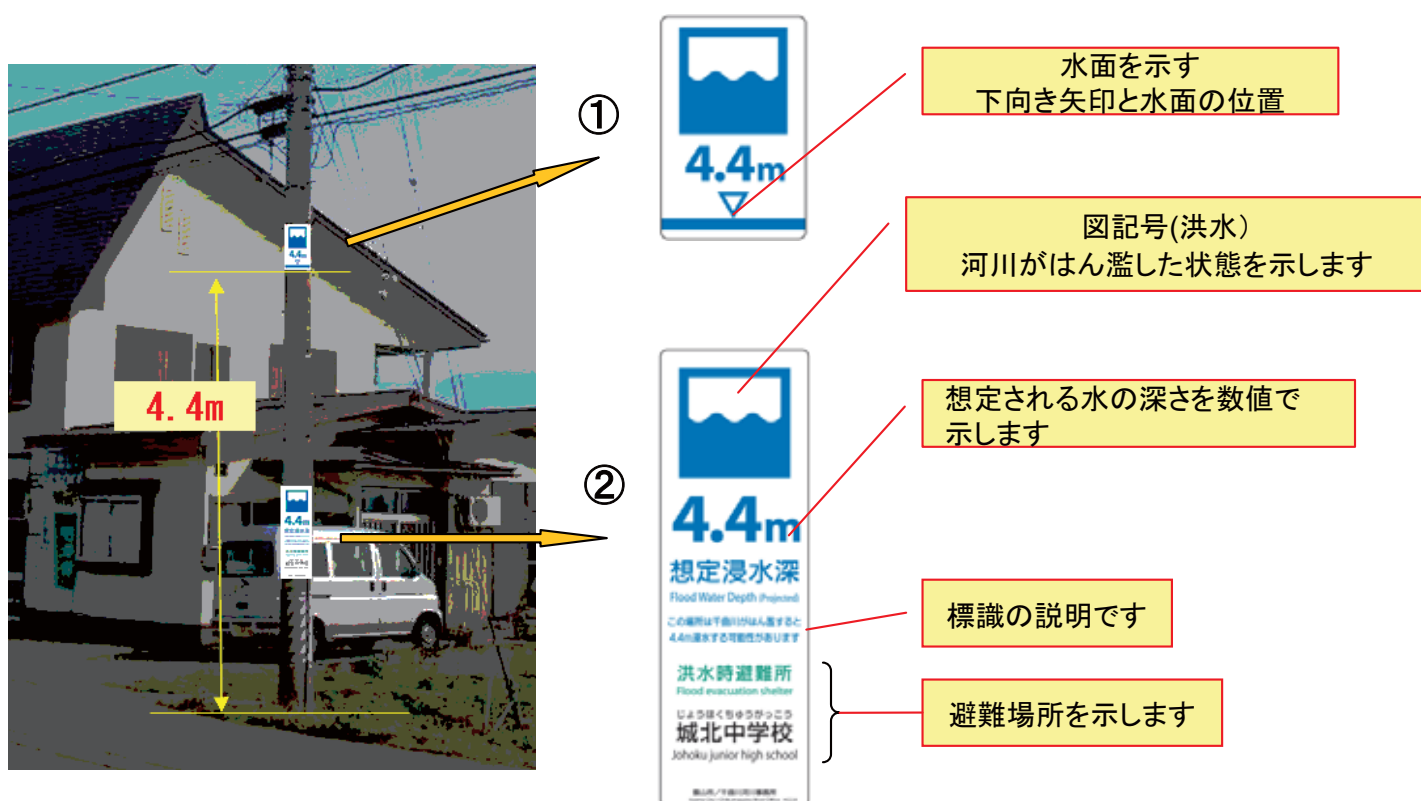 ①
4.4m
水面を示す
下向き矢印と水面の位置
図記号(洪水)
河川がはん濫した状態を示します
4.4m
4.4m
想定される水の深さを数値で
示します
②
4.4m
4.4m
想定浸水深
Flood Water Depth (Projected)
この場所は千曲川がはん濫すると
4.4m浸水する可能性があります
標識の説明です
洪水時避難所
Flood evacuation shelter
じょうほくちゅうがっこう
城北中学校
Johoku junior high school
避難場所を示します